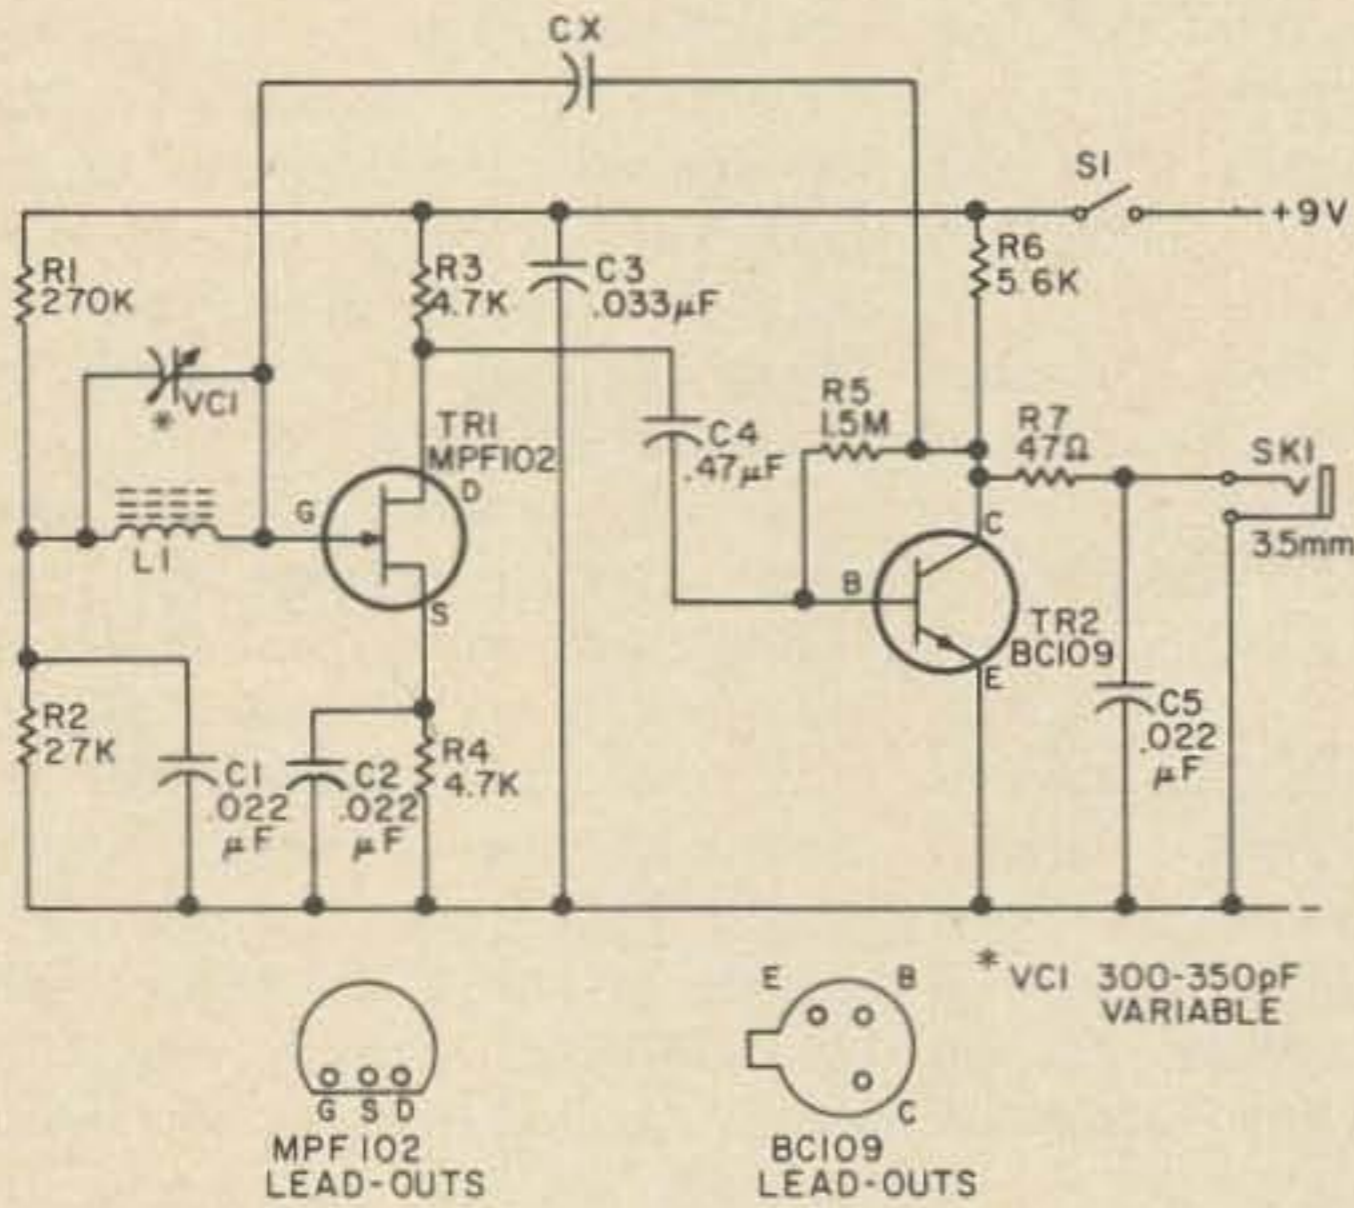 CX
S1
+9V
R1
270K
R3
4.7K
C3
.033µF
R6
5.6K
* VC1
R5
1.5M
R7
47Ω
SK1
3.5mm
TR1
MPF102
D
G
S
C4
.47µF
L1
C
B
E
TR2
BC109
R2
27K
C1
.022
µF
C2
.022
µF
R4
4.7K
C5
.022
µF
-
* VC1 300-350pF
VARIABLE
G S D
MPF102
LEAD-OUTS
E B
C
BC109
LEAD-OUTS